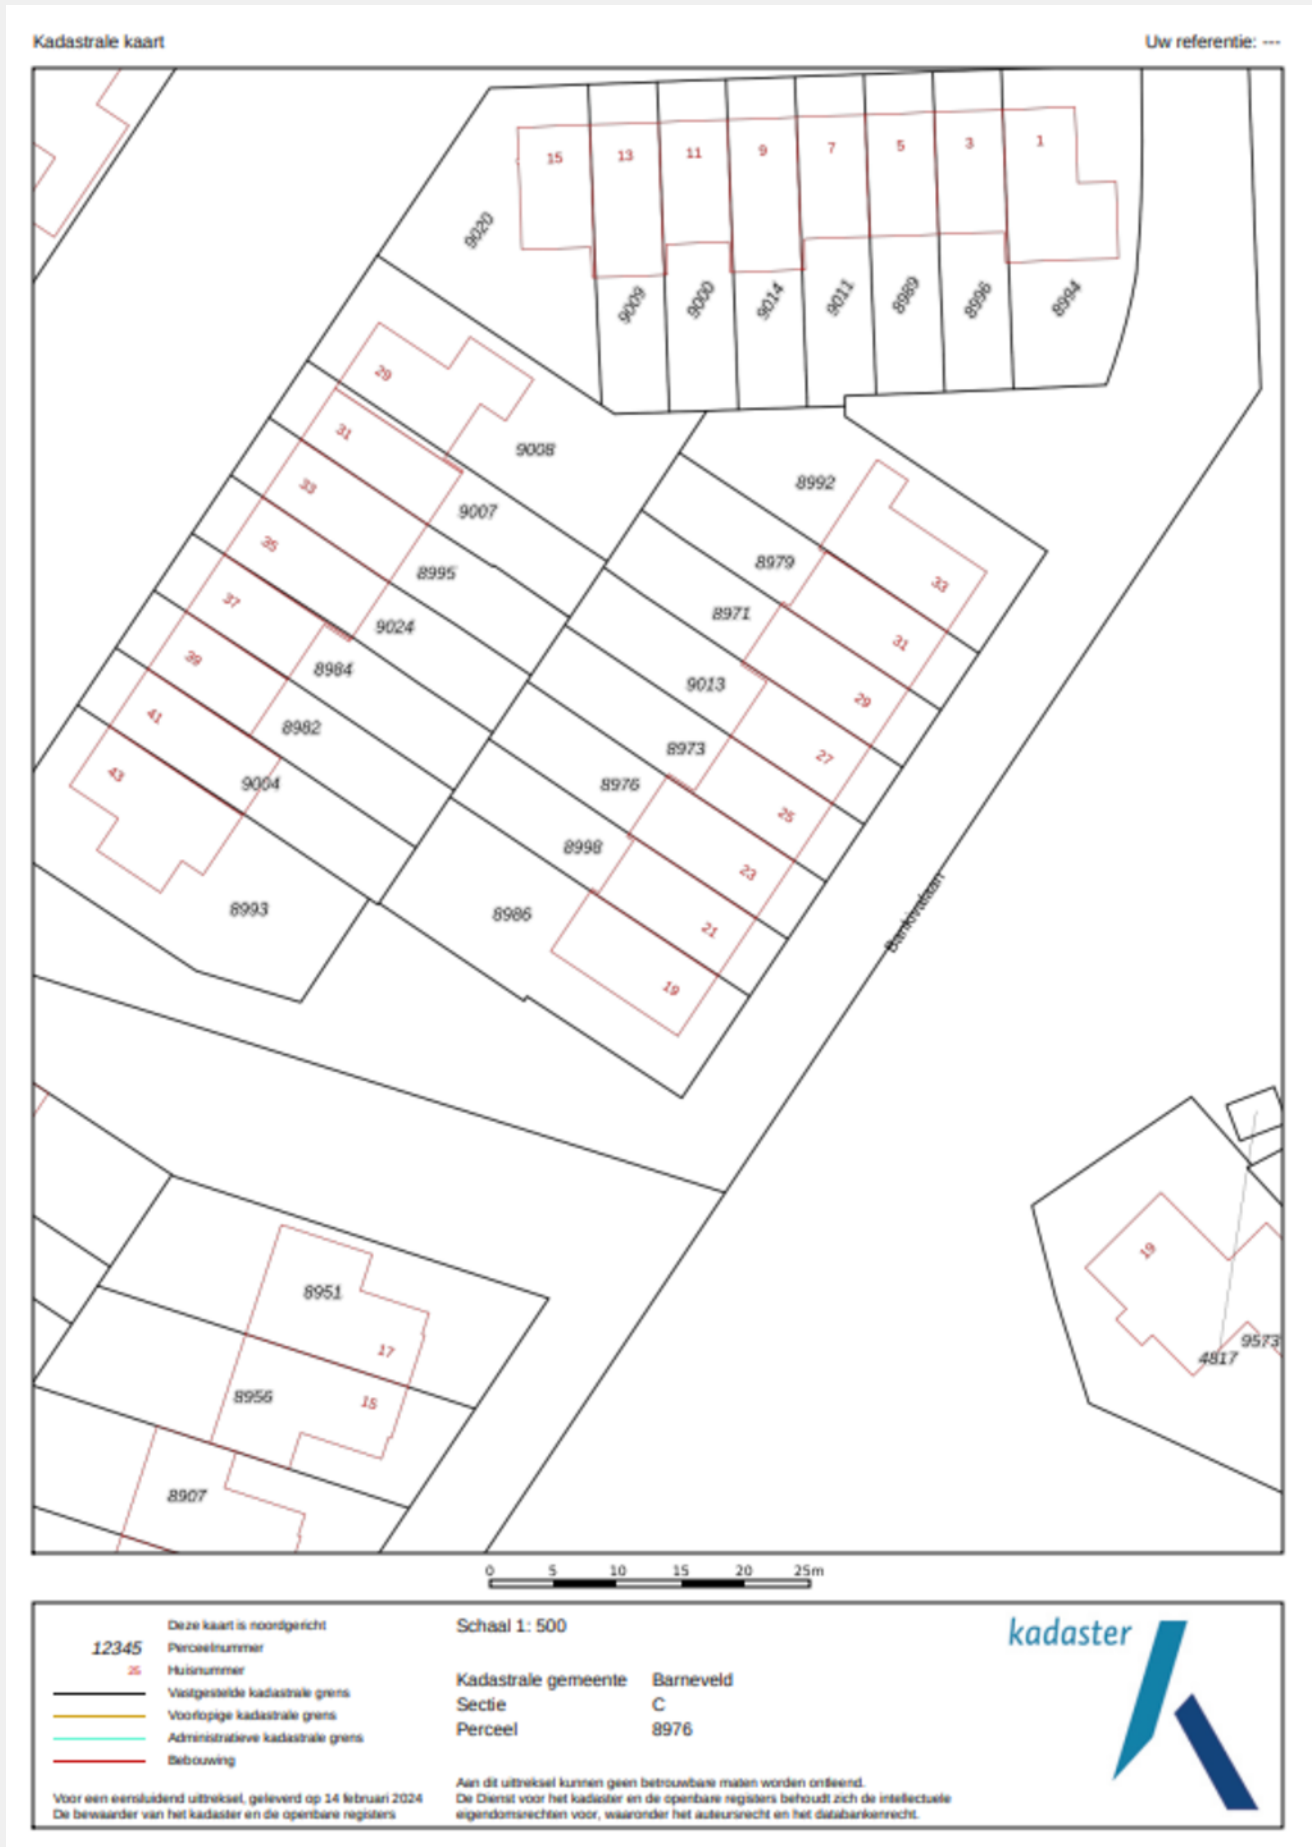 Kadastrale kaart
Uw referentie: ---
15
13
11
9
7
5
3
1
9020
9009
9000
9014
9011
8989
8996
8994
29
31
33
35
37
39
41
43
9008
9007
8995
9024
8984
8982
9004
8993
8992
8979
8971
9013
8973
8976
8998
8986
33
31
29
27
25
23
21
19
Bankivalaan
19
9573
4817
8951
17
8956
15
8907
0 5 10 15 20 25m
Deze kaart is noordgericht
12345 Perceelnummer
25 Huisnummer
Vastgestelde kadastrale grens
Voorlopige kadastrale grens
Administratieve kadastrale grens
Bebouwing
Voor een eensluidend uittreksel, geleverd op 14 februari 2024
De bewaarder van het kadaster en de openbare registers
Schaal 1: 500
Kadastrale gemeente Barneveld
Sectie C
Perceel 8976
Aan dit uittreksel kunnen geen betrouwbare maten worden ontleend.
De Dienst voor het kadaster en de openbare registers behoudt zich de intellectuele
eigendomsrechten voor, waaronder het auteursrecht en het databankenrecht.
kadaster